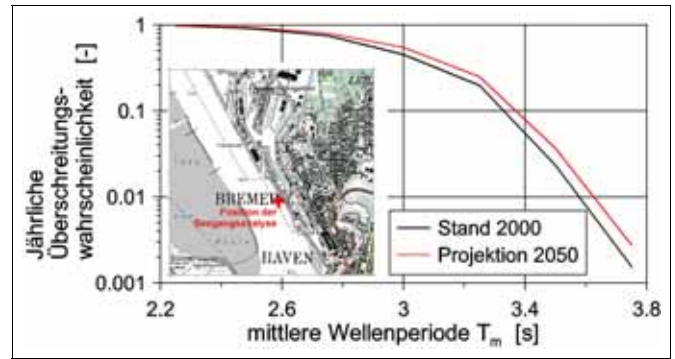 Jährliche
Überschreitungs-
wahrscheinlichkeit [-]
1
0.1
0.01
0.001
BREMER
Position der
Seegangsanalyse
HAVEN
Stand 2000
Projektion 2050
2.2
2.6
3
3.4
3.8
mittlere Wellenperiode Tm [s]